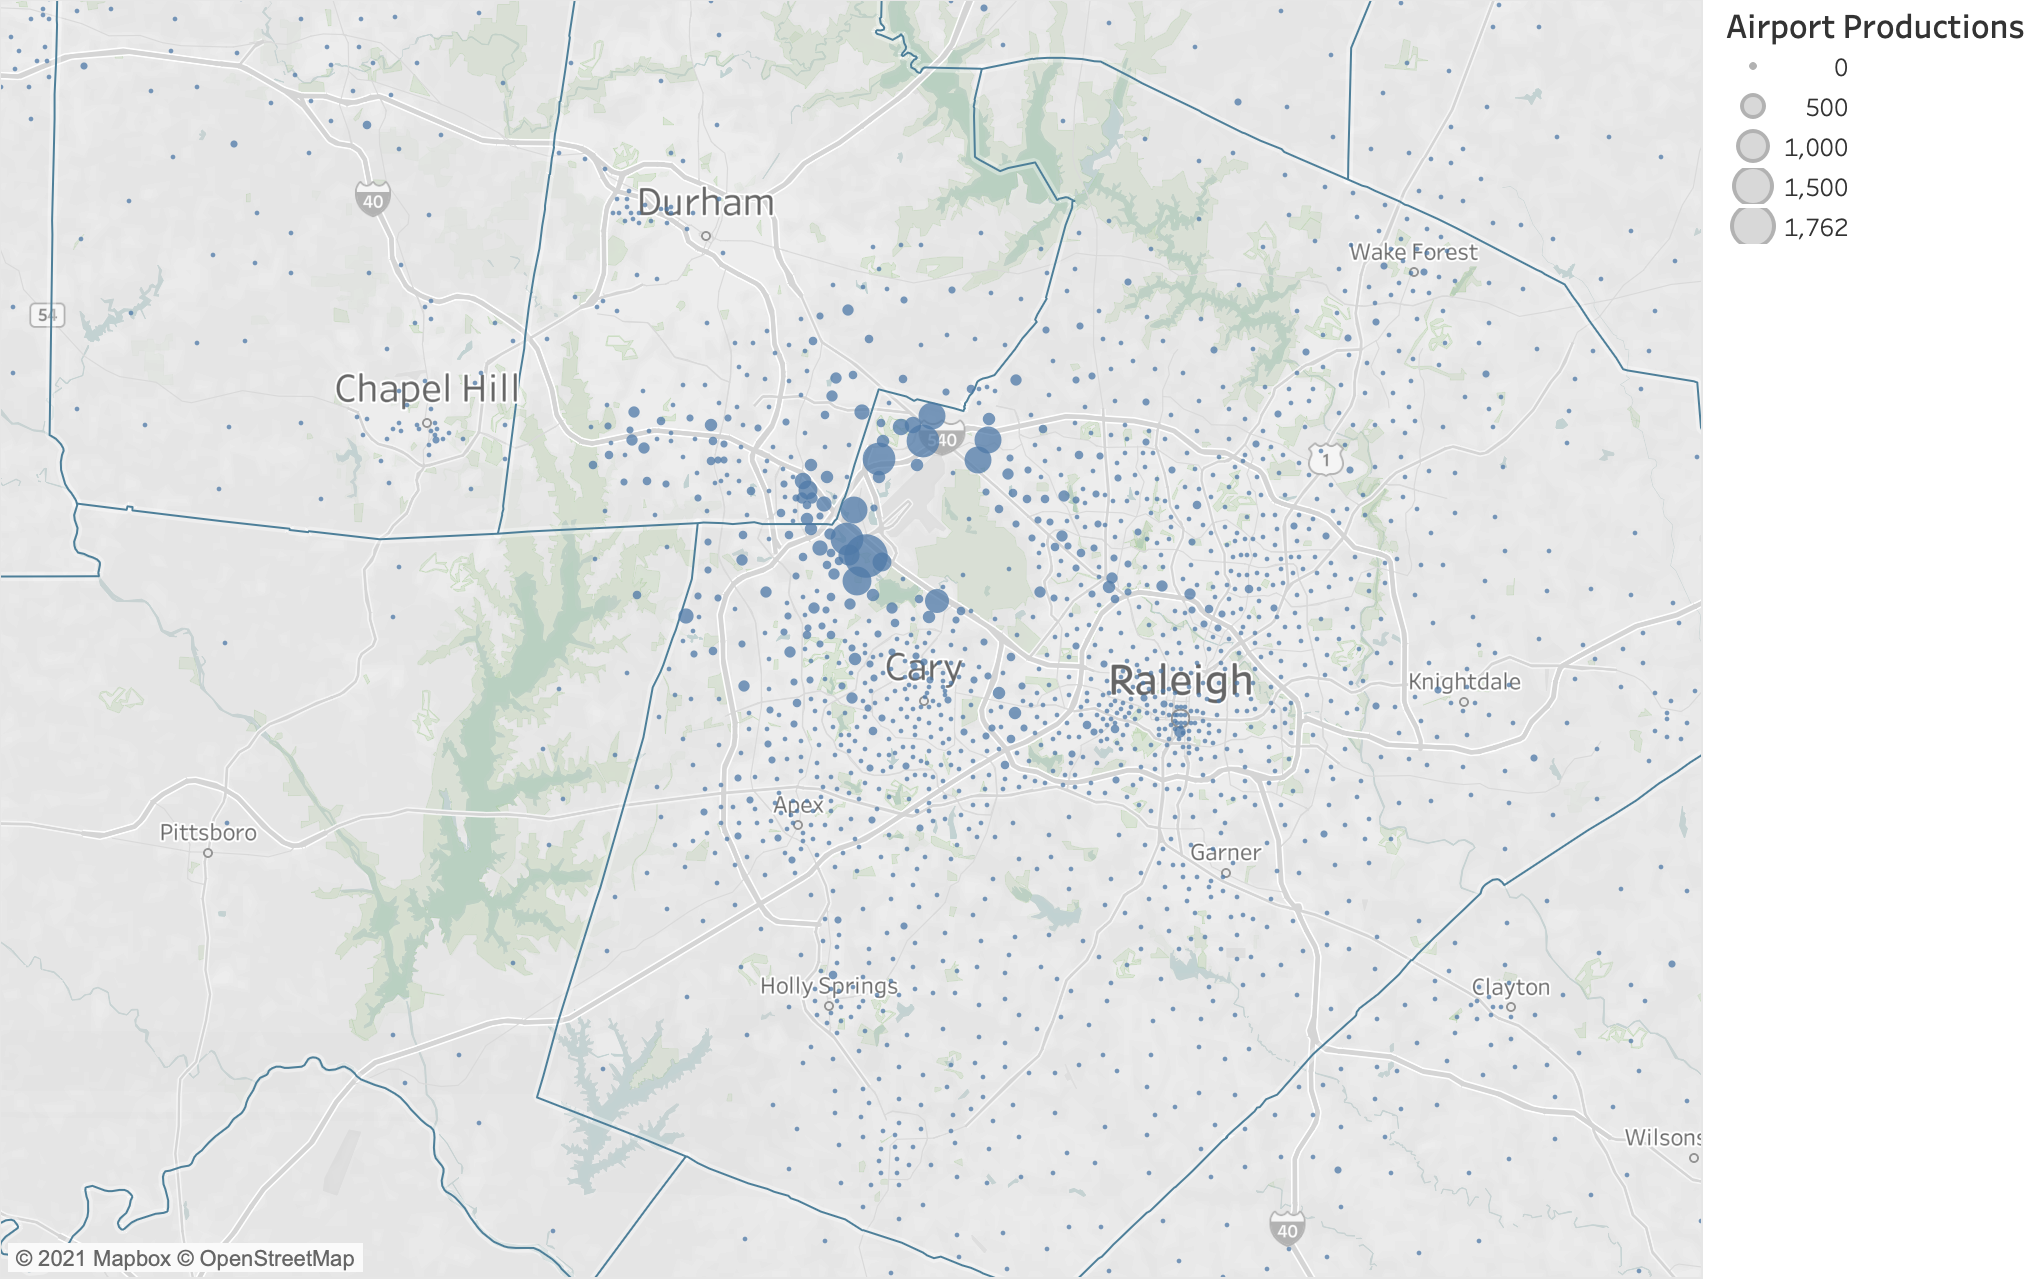 Airport Productions
0
500
1,000
1,500
1,762
40
Durham
Wake Forest
54
Chapel Hill
540
1
Cary
Raleigh
Knightdale
Apex
Pittsboro
Garner
Holly Springs
Clayton
Wilsons
40
© 2021 Mapbox © OpenStreetMap